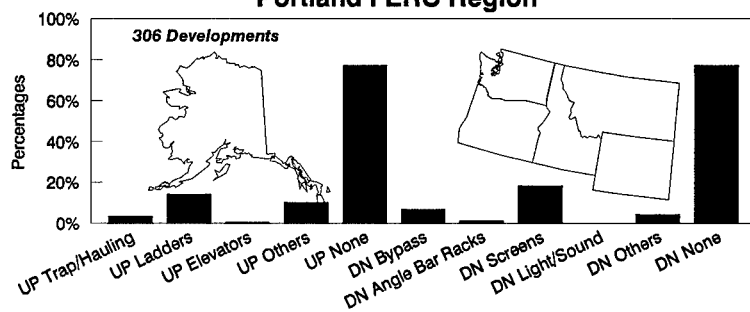 Portland FERC Region
306 Developments
Percentages
100%
80%
60%
40%
20%
0%
UP Trap/Hauling
UP Ladders
UP Elevators
UP Others
UP None
DN Bypass
DN Angle Bar Racks
DN Screens
DN Light/Sound
DN Others
DN None